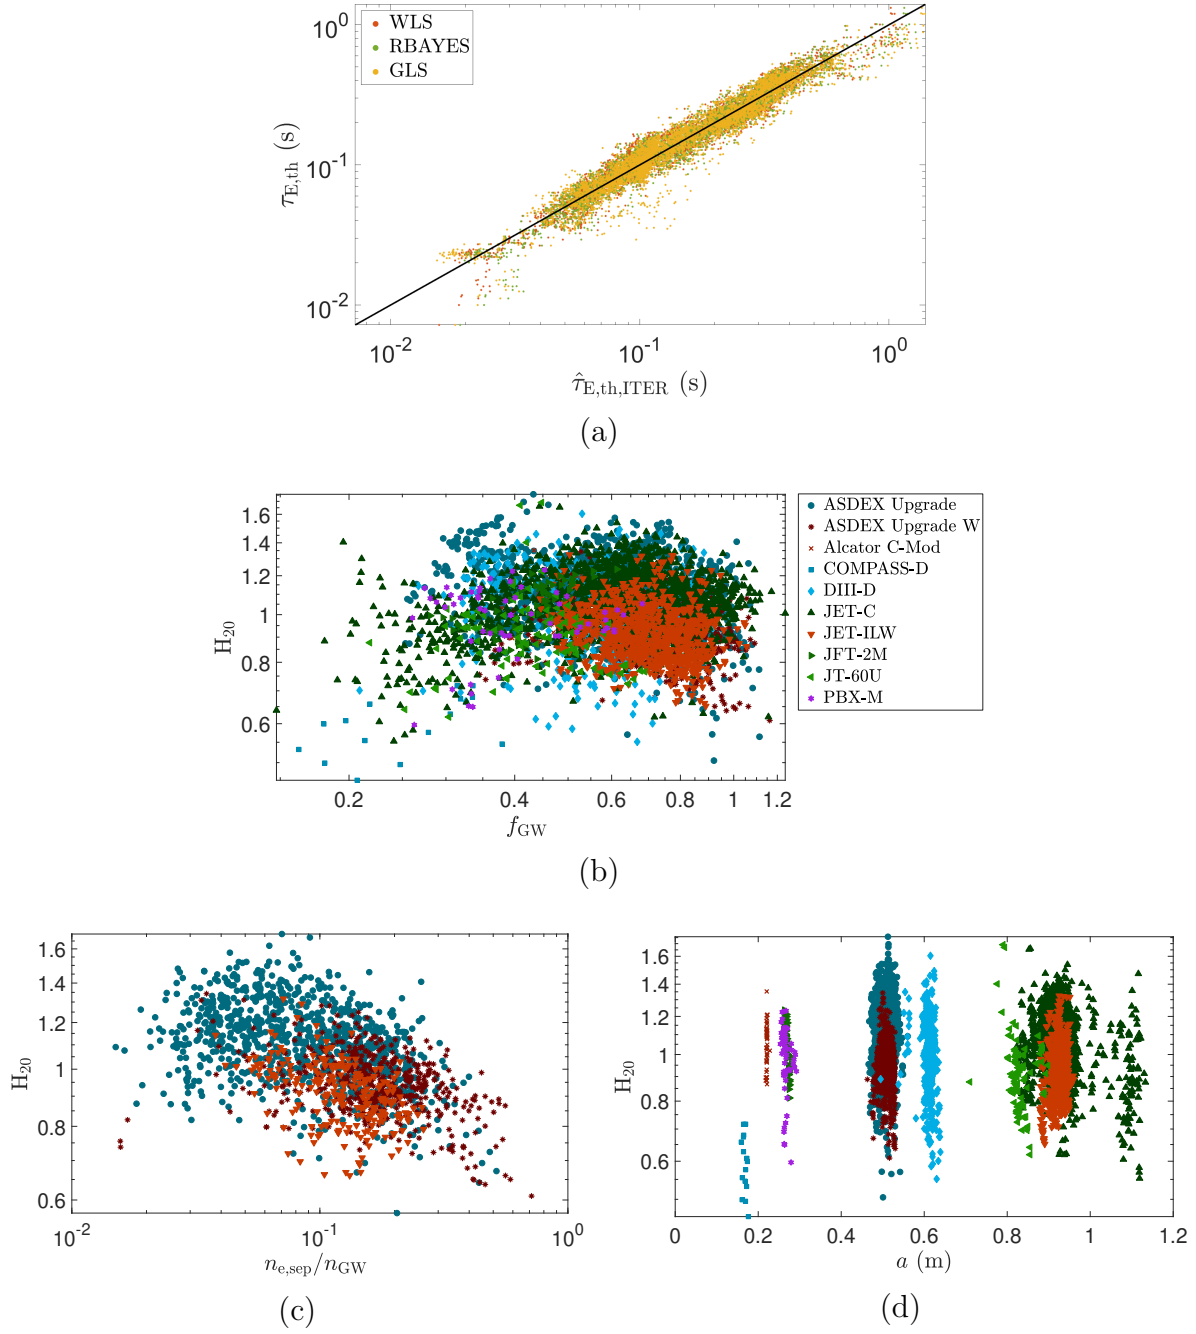 WLS
RBAYES
GLS
10^0
10^-1
10^-2
τ_E,th (s)
10^-2 10^-1 10^0
τ̂_E,th,ITER (s)
(a)
1.6
1.4
1.2
1
0.8
0.6
H_20
0.2 0.4 0.6 0.8 1 1.2
f_GW
ASDEX Upgrade
ASDEX Upgrade W
Alcator C-Mod
COMPASS-D
DIII-D
JET-C
JET-ILW
JFT-2M
JT-60U
PBX-M
(b)
1.6
1.4
1.2
1
0.8
0.6
H_20
10^-2 10^-1 10^0
n_e,sep/n_GW
(c)
1.6
1.4
1.2
1
0.8
0.6
H_20
0 0.2 0.4 0.6 0.8 1 1.2
a (m)
(d)